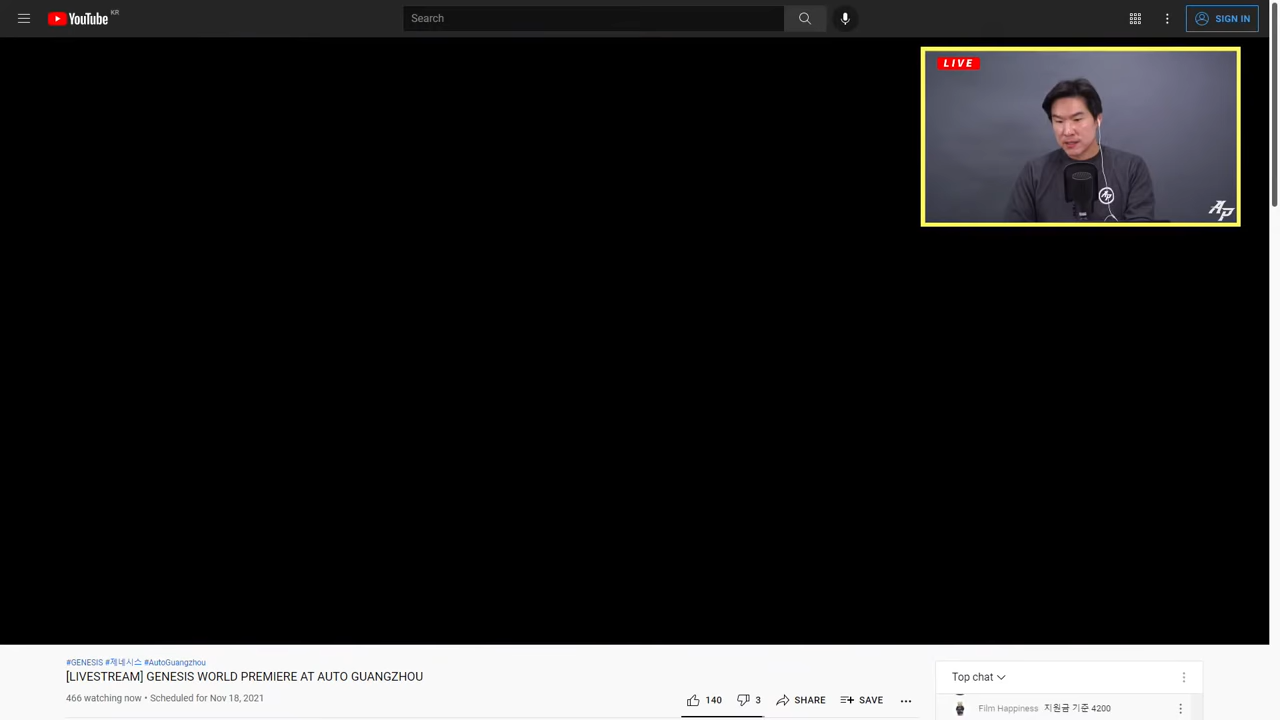 YouTube KR
Search
SIGN IN
LIVE
AP
AP
#GENESIS #제네시스 #AutoGuangzhou
[LIVESTREAM] GENESIS WORLD PREMIERE AT AUTO GUANGZHOU
466 watching now • Scheduled for Nov 18, 2021
140
3
SHARE
SAVE
Top chat
Film Happiness 지원금 기준 4200